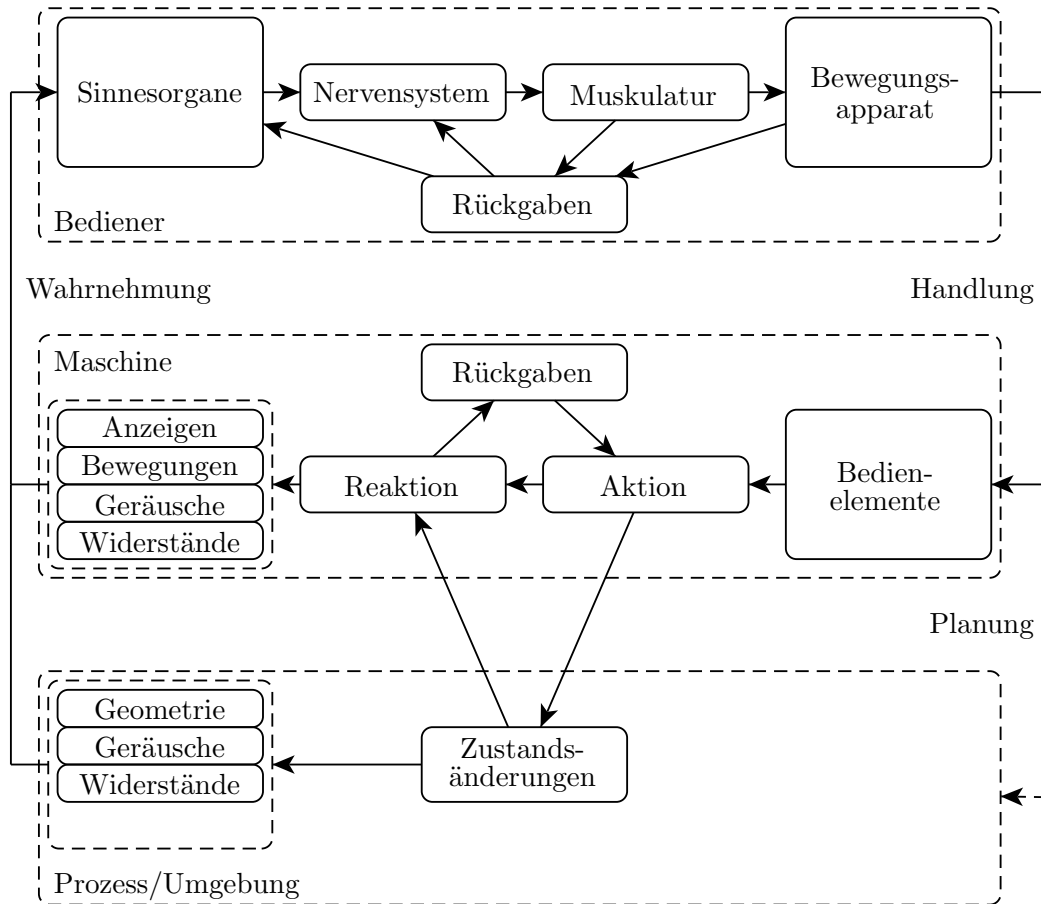 Sinnesorgane
Nervensystem
Muskulatur
Bewegungs-
apparat
Rückgaben
Bediener
Wahrnehmung
Handlung
Maschine
Rückgaben
Anzeigen
Bewegungen
Geräusche
Widerstände
Reaktion
Aktion
Bedien-
elemente
Planung
Geometrie
Geräusche
Widerstände
Zustands-
änderungen
Prozess/Umgebung